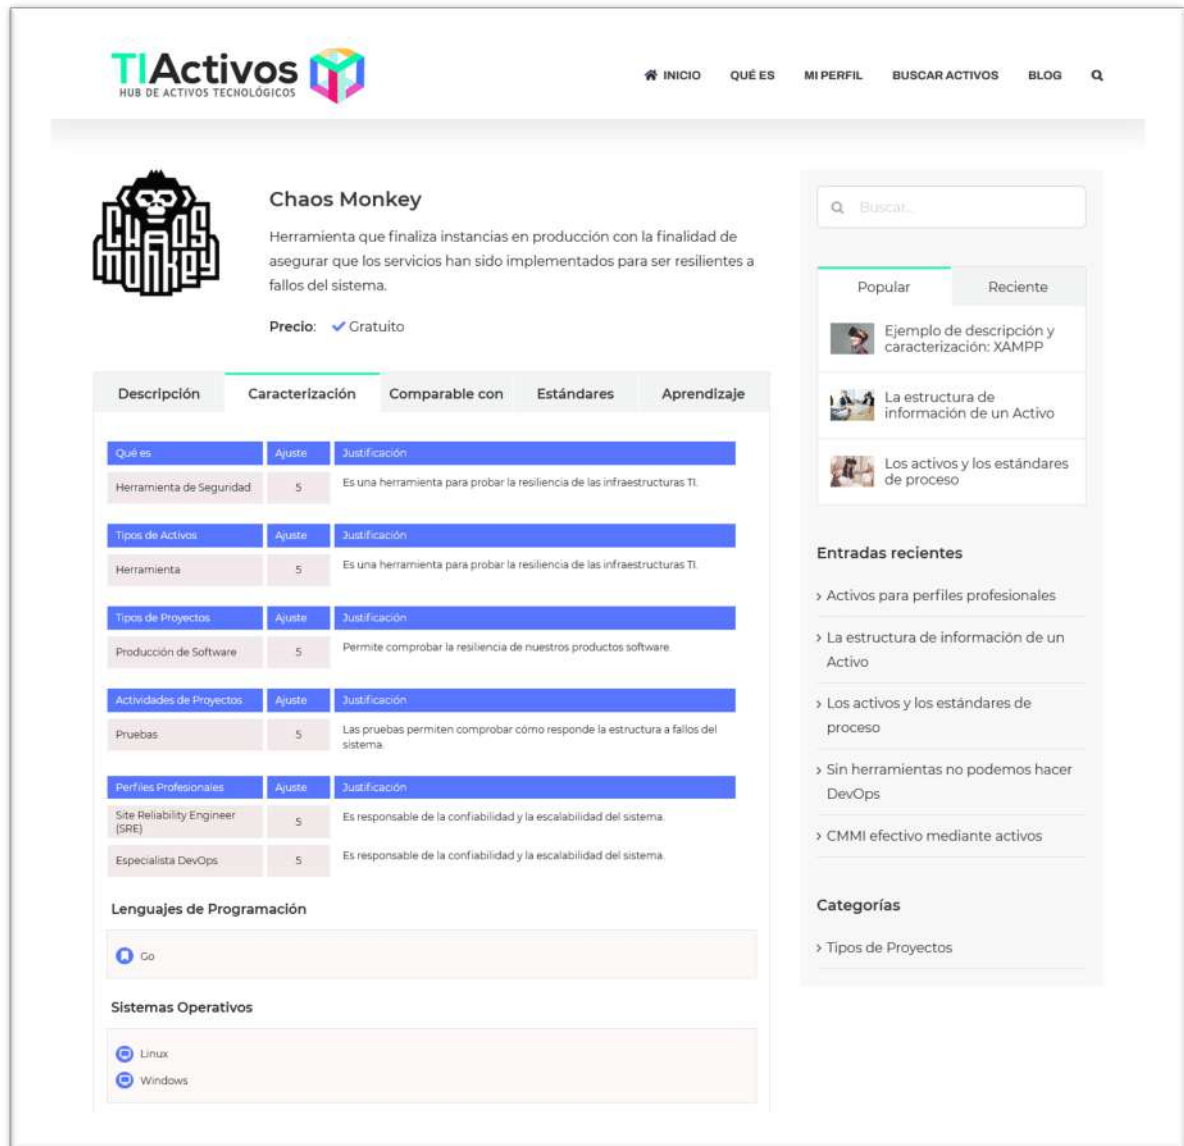 TIActivos
HUB DE ACTIVOS TECNOLÓGICOS
INICIO QUÉ ES MI PERFIL BUSCAR ACTIVOS BLOG
CHAOS
monkey
Chaos Monkey
Herramienta que finaliza instancias en producción con la finalidad de
asegurar que los servicios han sido implementados para ser resilientes a
fallos del sistema.
Precio: Gratuito
Descripción Caracterización Comparable con Estándares Aprendizaje
Qué es Ajuste Justificación
Herramienta de Seguridad 5 Es una herramienta para probar la resiliencia de las infraestructuras TI.
Tipos de Activos Ajuste Justificación
Herramienta 5 Es una herramienta para probar la resiliencia de las infraestructuras TI.
Tipos de Proyectos Ajuste Justificación
Producción de Software 5 Permite comprobar la resiliencia de nuestros productos software.
Actividades de Proyectos Ajuste Justificación
Pruebas 5 Las pruebas permiten comprobar cómo responde la estructura a fallos del
sistema.
Perfiles Profesionales Ajuste Justificación
Site Reliability Engineer
(SRE) 5 Es responsable de la confiabilidad y la escalabilidad del sistema.
Especialista DevOps 5 Es responsable de la confiabilidad y la escalabilidad del sistema.
Lenguajes de Programación
Go
Sistemas Operativos
Linux
Windows
Buscar...
Popular Reciente
Ejemplo de descripción y
caracterización: XAMPP
La estructura de
información de un Activo
Los activos y los estándares
de proceso
Entradas recientes
› Activos para perfiles profesionales
› La estructura de información de un
Activo
› Los activos y los estándares de
proceso
› Sin herramientas no podemos hacer
DevOps
› CMMI efectivo mediante activos
Categorías
› Tipos de Proyectos